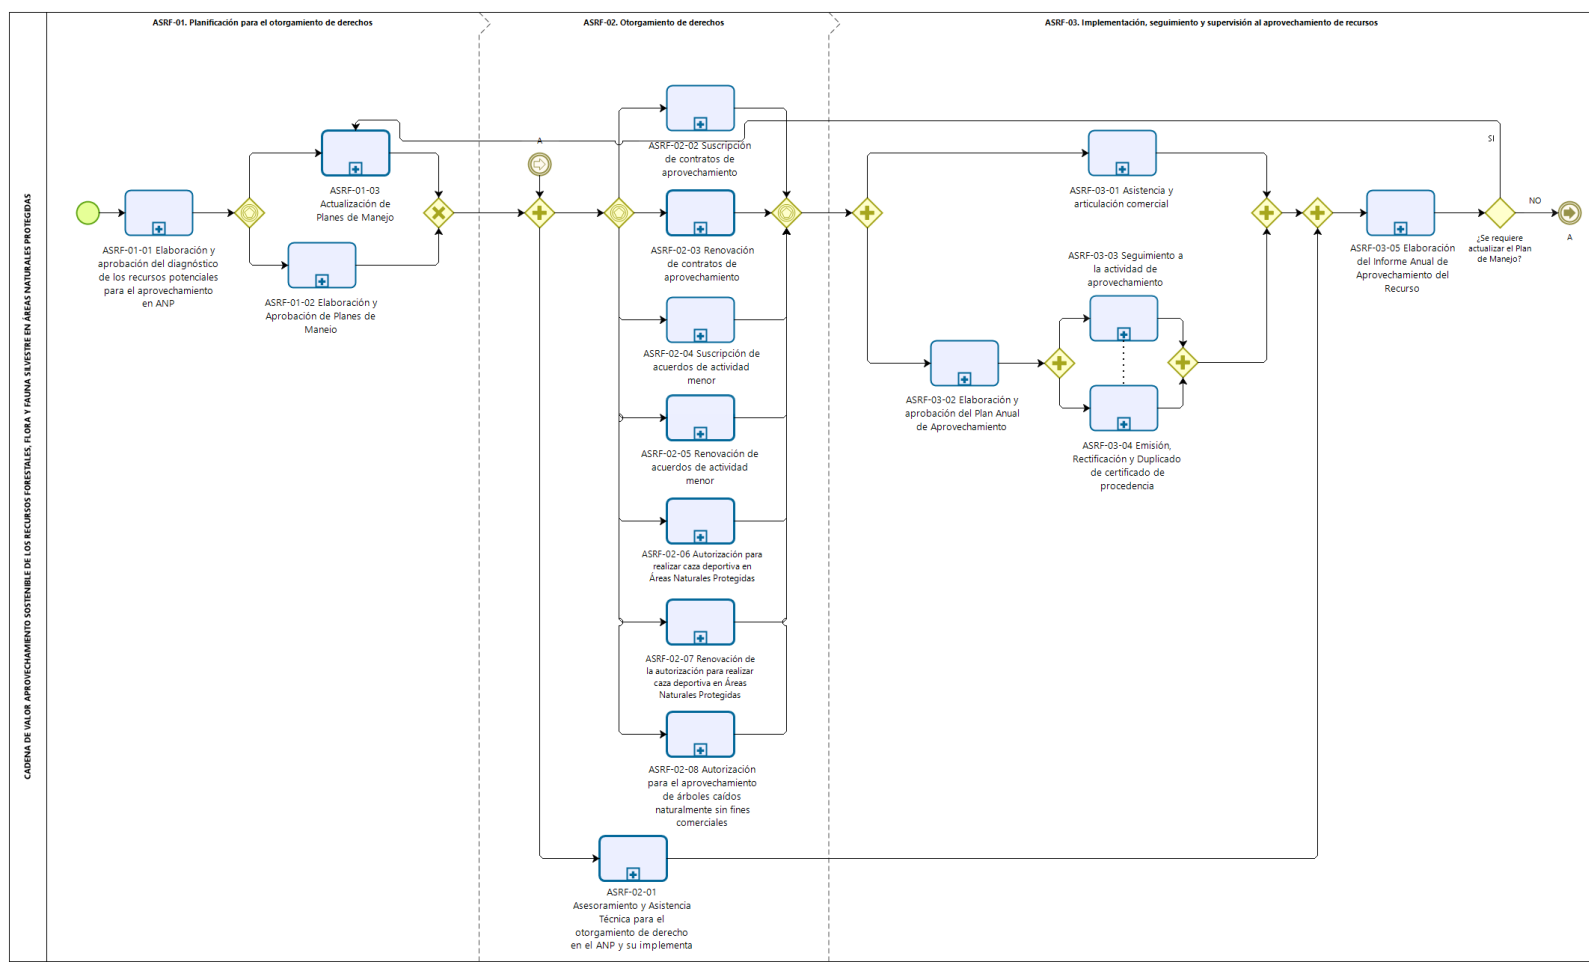 CADENA DE VALOR APROVECHAMIENTO SOSTENIBLE DE LOS RECURSOS FORESTALES, FLORA Y FAUNA SILVESTRE EN ÁREAS NATURALES PROTEGIDAS
ASRF-01. Planificación para el otorgamiento de derechos
ASRF-01-01 Elaboración y
aprobación del diagnóstico
de los recursos potenciales
para el aprovechamiento
en ANP
ASRF-01-03
Actualización de
Planes de Manejo
ASRF-01-02 Elaboración y
Aprobación de Planes de
Manejo
ASRF-02. Otorgamiento de derechos
A
ASRF-02-02 Suscripción
de contratos de
aprovechamiento
ASRF-02-03 Renovación
de contratos de
aprovechamiento
ASRF-02-04 Suscripción de
acuerdos de actividad
menor
ASRF-02-05 Renovación de
acuerdos de actividad
menor
ASRF-02-06 Autorización para
realizar caza deportiva en
Áreas Naturales Protegidas
ASRF-02-07 Renovación de
la autorización para realizar
caza deportiva en Áreas
Naturales Protegidas
ASRF-02-08 Autorización
para el aprovechamiento
de árboles caídos
naturalmente sin fines
comerciales
ASRF-02-01
Asesoramiento y Asistencia
Técnica para el
otorgamiento de derecho
en el ANP y su implementa
ASRF-03. Implementación, seguimiento y supervisión al aprovechamiento de recursos
ASRF-03-01 Asistencia y
articulación comercial
ASRF-03-03 Seguimiento a
la actividad de
aprovechamiento
ASRF-03-02 Elaboración y
aprobación del Plan Anual
de Aprovechamiento
ASRF-03-04 Emisión,
Rectificación y Duplicado
de certificado de
procedencia
ASRF-03-05 Elaboración
del Informe Anual de
Aprovechamiento del
Recurso
SI
¿Se requiere
actualizar el Plan
de Manejo?
NO
A